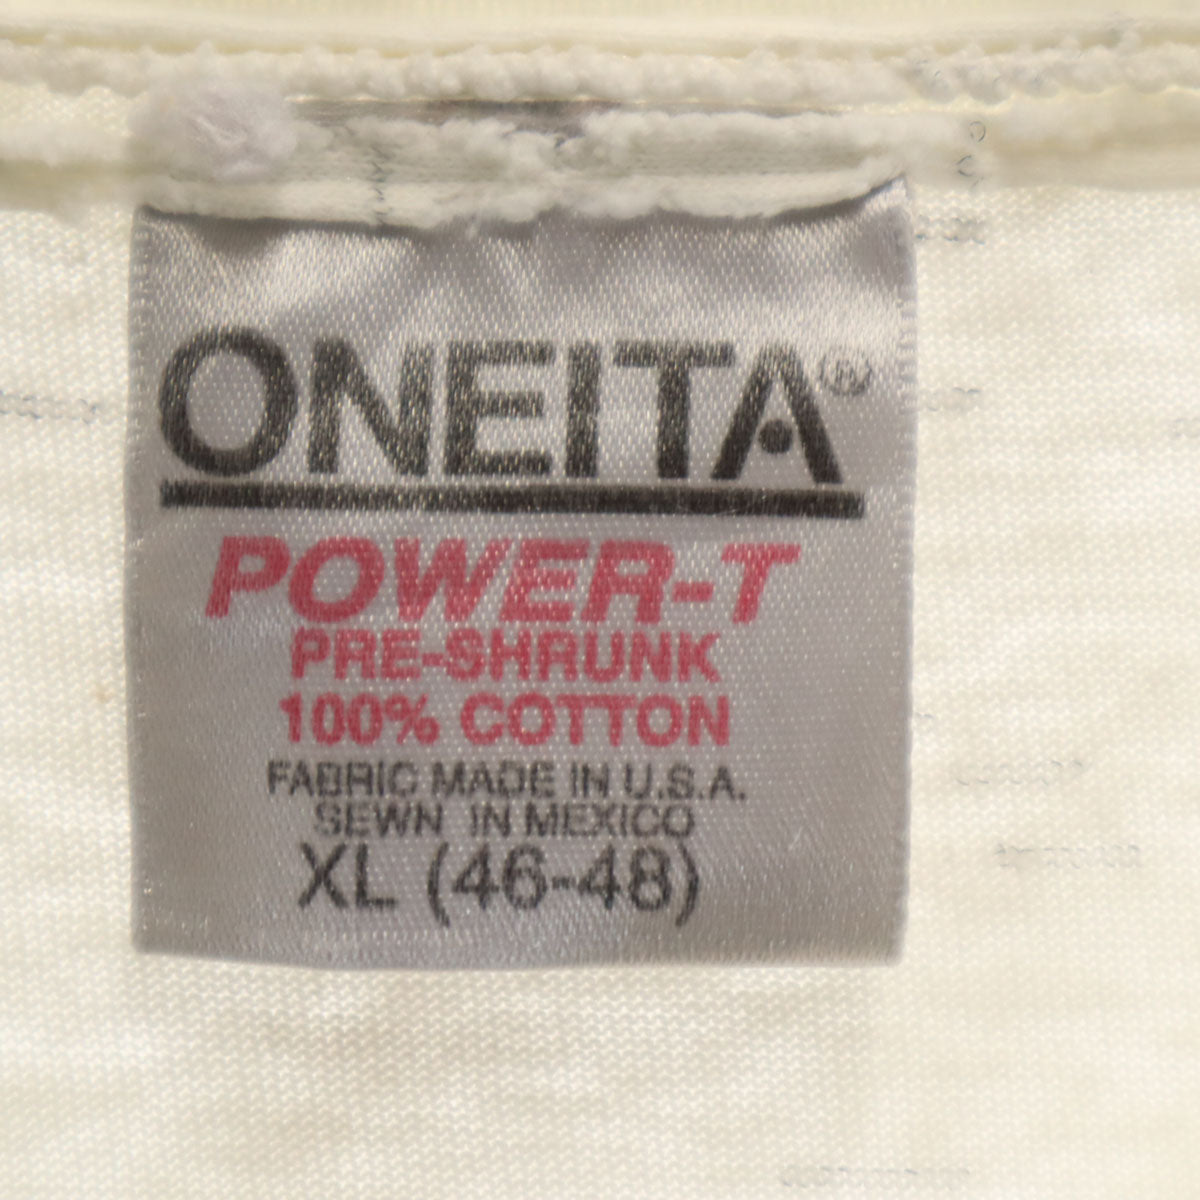 ONEITA®
POWER-T
PRE-SHRUNK
100% COTTON
FABRIC MADE IN U.S.A.
SEWN IN MEXICO
XL (46-48)